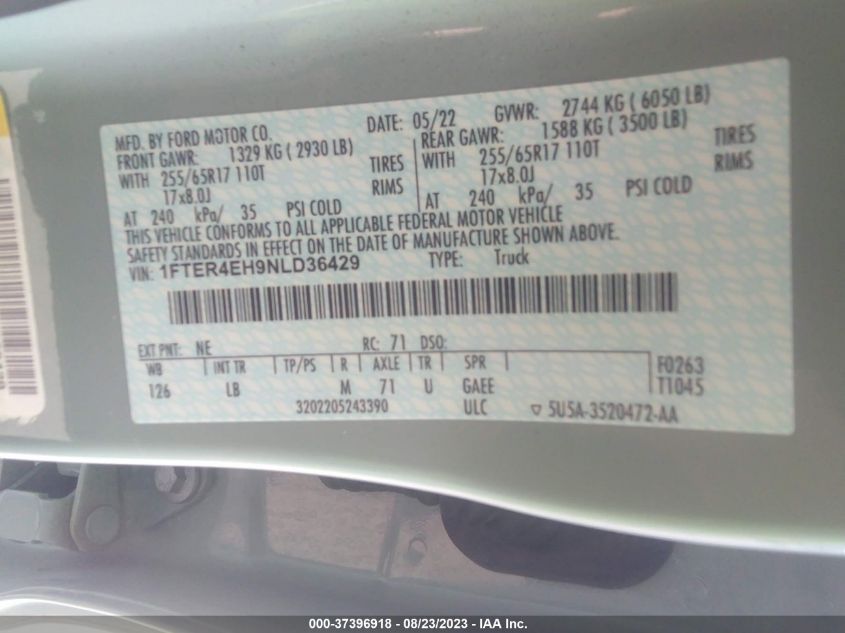 MFD. BY FORD MOTOR CO. DATE: 05/22 GVWR: 2744 KG ( 6050 LB)
FRONT GAWR: 1329 KG ( 2930 LB) REAR GAWR: 1588 KG ( 3500 LB)
WITH 255/65R17 110T TIRES WITH 255/65R17 110T TIRES
17x8.0J RIMS 17x8.0J RIMS
AT 240 kPa/ 35 PSI COLD AT 240 kPa/ 35 PSI COLD
THIS VEHICLE CONFORMS TO ALL APPLICABLE FEDERAL MOTOR VEHICLE
SAFETY STANDARDS IN EFFECT ON THE DATE OF MANUFACTURE SHOWN ABOVE.
VIN: 1FTER4EH9NLD36429 TYPE: Truck
EXT PNT: NE RC: 71 DSO:
WB INT TR TP/PS R AXLE TR SPR F0263
126 LB M 71 U GAEE T1045
3202205243390 ULC ▽ 5U5A-3520472-AA
000-37396918 - 08/23/2023 - IAA Inc.